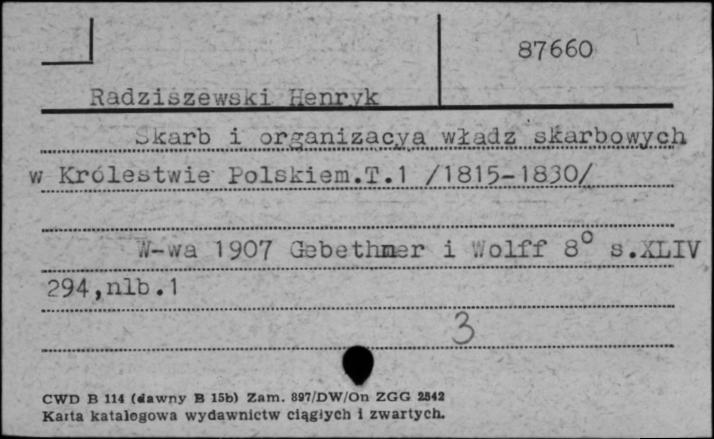 87660
Radziszewski Henryk
Skarb i organizacya władz skarbowych
w Królestwie Polskiem.T.1 /1815-1830/
W-wa 1907 Gebethner i Wolff 8° s.XLIV
294,nlb.1
3
CWD B 114 (dawny B 15b) Zam. 897/DW/On ZGG 2542
Karta katalogowa wydawnictw ciągłych i zwartych.